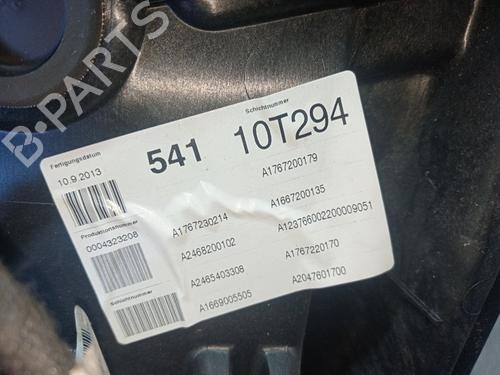 B-PARTS
Fertigungsdatum
10.9.2013
541
Schichtnummer
10T294
Produktionsnummer
0004323208
Schichtnummer
A1767230214
A2468200102
A2465403308
A1669005505
A1767200179
A1667200135
A123766002200009051
A1767220170
A2047601700